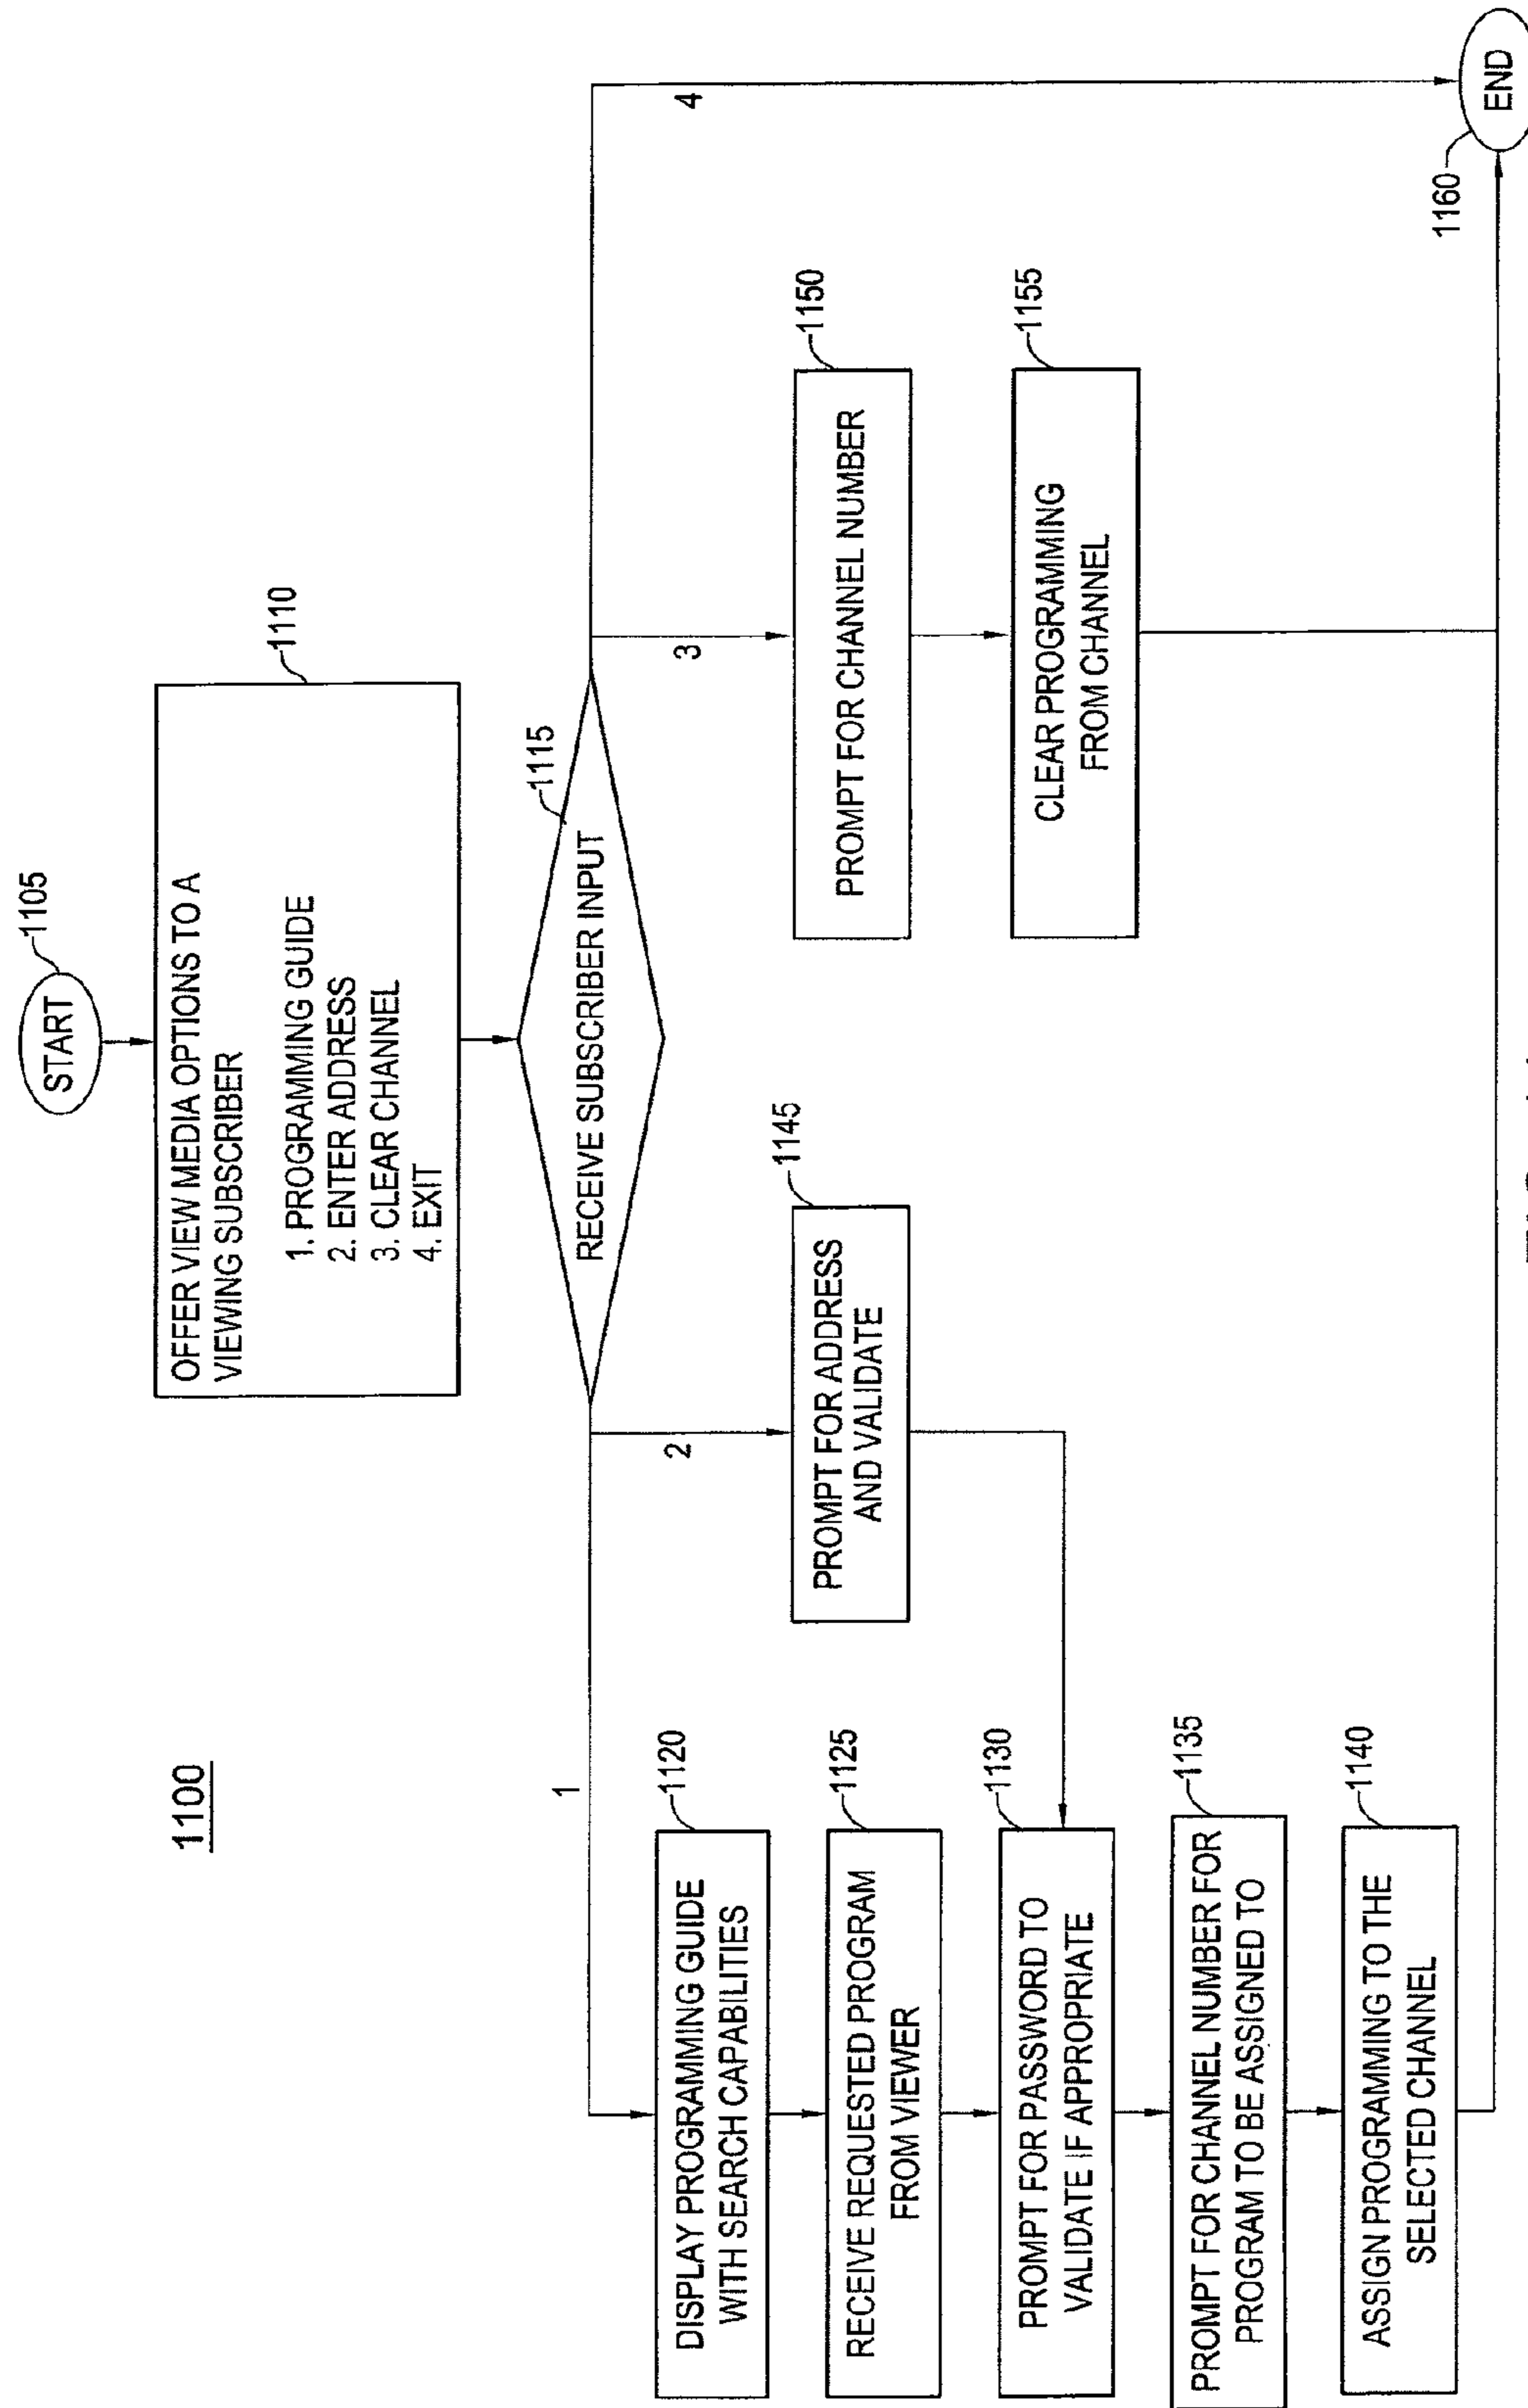 1100
START
1105
OFFER VIEW MEDIA OPTIONS TO A
VIEWING SUBSCRIBER
1. PROGRAMMING GUIDE
2. ENTER ADDRESS
3. CLEAR CHANNEL
4. EXIT
1110
RECEIVE SUBSCRIBER INPUT
1115
1
2
3
4
DISPLAY PROGRAMMING GUIDE
WITH SEARCH CAPABILITIES
1120
RECEIVE REQUESTED PROGRAM
FROM VIEWER
1125
PROMPT FOR PASSWORD TO
VALIDATE IF APPROPRIATE
1130
PROMPT FOR CHANNEL NUMBER FOR
PROGRAM TO BE ASSIGNED TO
1135
ASSIGN PROGRAMMING TO THE
SELECTED CHANNEL
1140
PROMPT FOR ADDRESS
AND VALIDATE
1145
PROMPT FOR CHANNEL NUMBER
1150
CLEAR PROGRAMMING
FROM CHANNEL
1155
1160
END